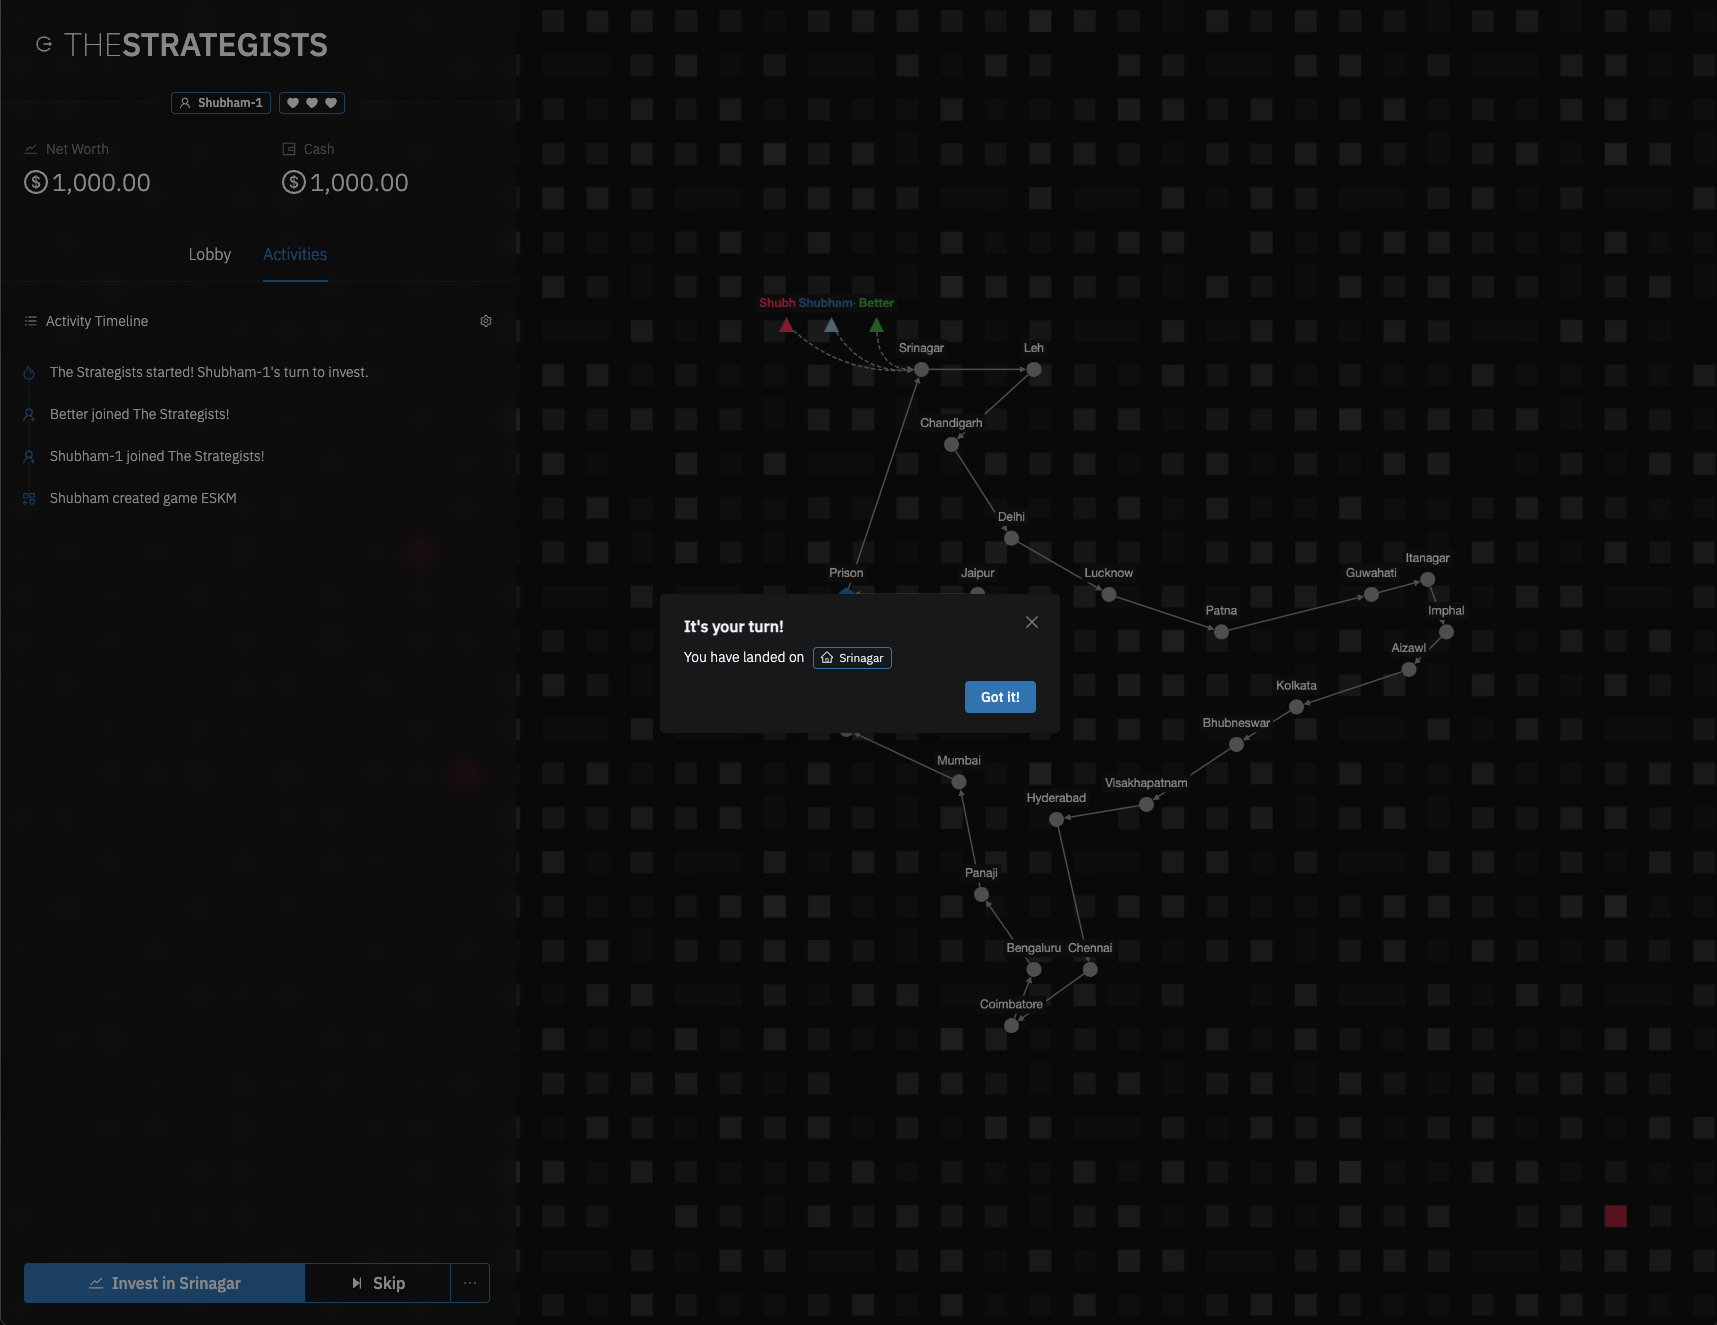 THESTRATEGISTS
Shubham-1
Net Worth
Cash
$ 1,000.00
$ 1,000.00
Lobby
Activities
Activity Timeline
The Strategists started! Shubham-1's turn to invest.
Better joined The Strategists!
Shubham-1 joined The Strategists!
Shubham created game ESKM
Invest in Srinagar
Skip
...
Shubh
Shubham-
Better
Srinagar
Leh
Chandigarh
Delhi
Prison
Jaipur
Lucknow
Patna
Guwahati
Itanagar
Imphal
Aizawl
Kolkata
Bhubneswar
Visakhapatnam
Hyderabad
Mumbai
Panaji
Bengaluru
Chennai
Coimbatore
It's your turn!
You have landed on Srinagar
Got it!